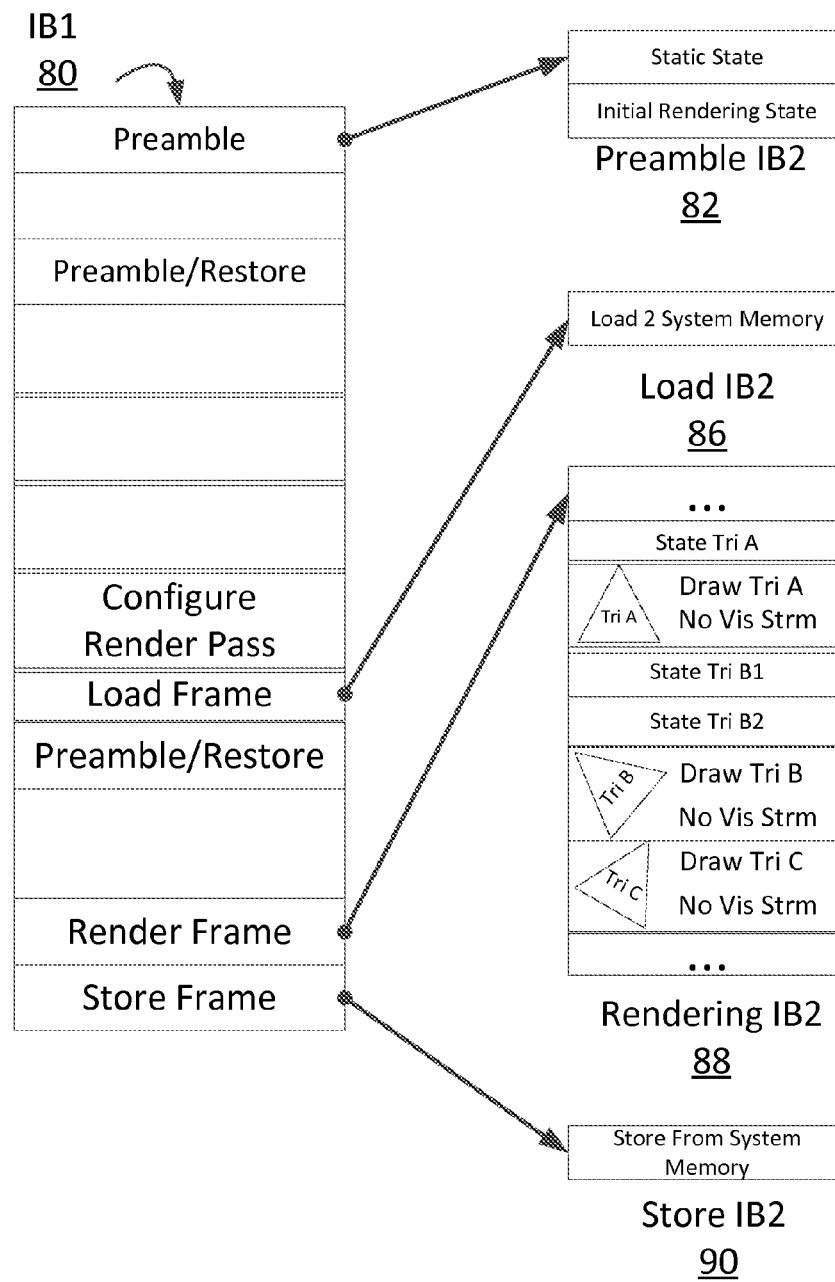 IB1
80
Preamble
Preamble/Restore
Configure
Render Pass
Load Frame
Preamble/Restore
Render Frame
Store Frame
Static State
Initial Rendering State
Preamble IB2
82
Load 2 System Memory
Load IB2
86
...
State Tri A
Tri A
Draw Tri A
No Vis Strm
State Tri B1
State Tri B2
Tri B
Draw Tri B
No Vis Strm
Tri C
Draw Tri C
No Vis Strm
...
Rendering IB2
88
Store From System
Memory
Store IB2
90